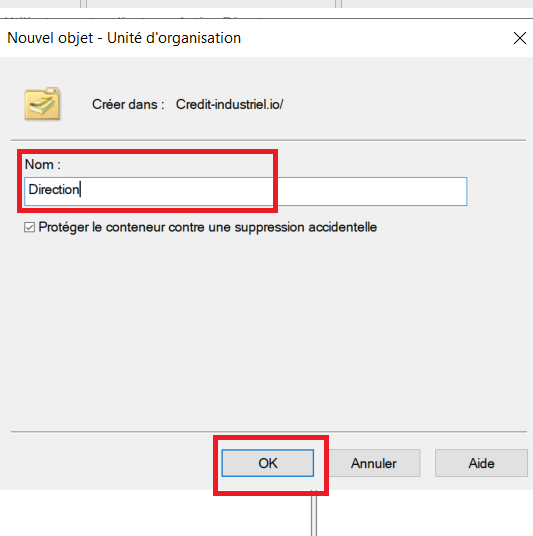 Nouvel objet - Unité d'organisation
Créer dans : Credit-industriel.io/
Nom :
Direction
Protéger le conteneur contre une suppression accidentelle
OK Annuler Aide